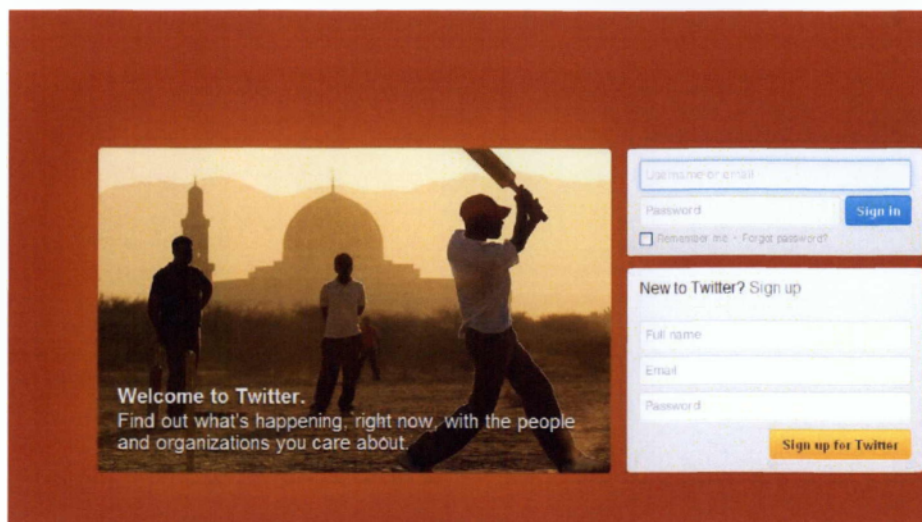 Welcome to Twitter.
Find out what's happening, right now, with the people
and organizations you care about.
Username or email
Password
Sign in
Remember me · Forgot password?
New to Twitter? Sign up
Full name
Email
Password
Sign up for Twitter